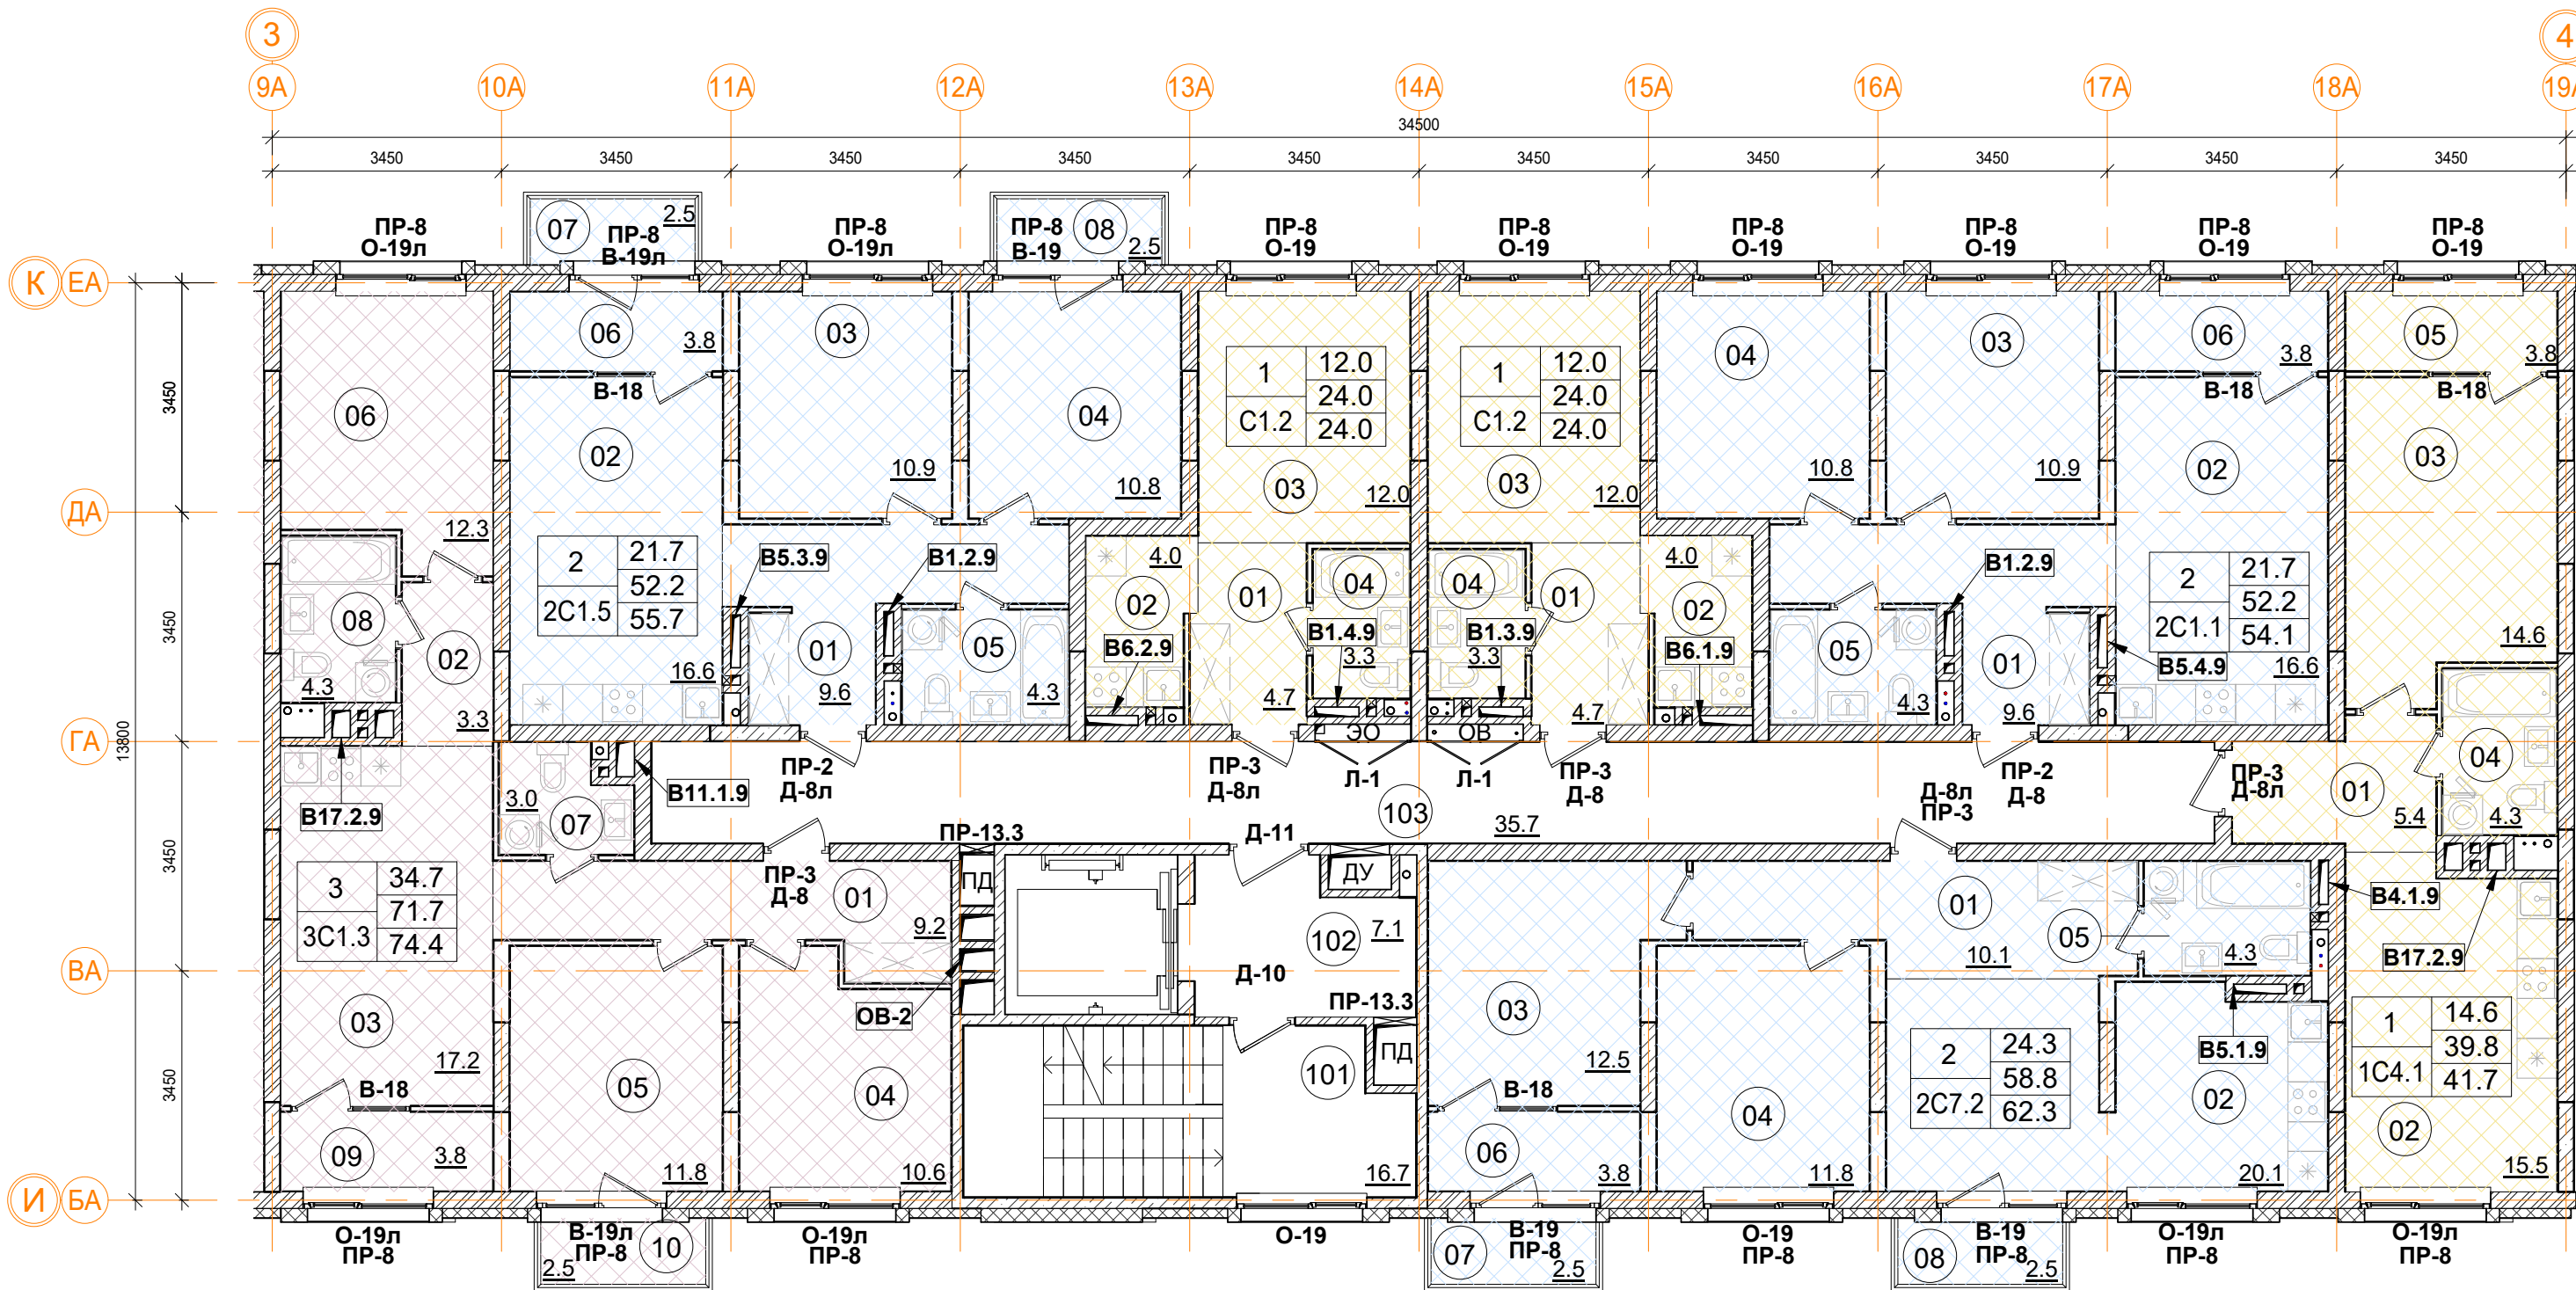 3
4
9А
10А
11А
12А
13А
14А
15А
16А
17А
18А
34500
3450
3450
3450
3450
3450
3450
3450
3450
3450
3450
ПР-8
О-19л
07
2.5
ПР-8
В-19л
ПР-8
О-19л
ПР-8
В-19
08
2.5
ПР-8
О-19
ПР-8
О-19
ПР-8
О-19
ПР-8
О-19
ПР-8
О-19
ПР-8
О-19
К
ЕА
06
3.8
03
04
03
06
3.8
05
3.8
В-18
В-18
В-18
1
12.0
24.0
С1.2
24.0
1
12.0
24.0
С1.2
24.0
3450
06
02
04
02
03
10.9
10.8
03
12.0
03
12.0
10.8
10.9
ДА
12.3
2
21.7
52.2
2С1.5
55.7
В5.3.9
В1.2.9
4.0
04
04
4.0
В1.2.9
2
21.7
52.2
2С1.1
54.1
3450
08
02
4.3
3.3
16.6
01
9.6
05
4.3
02
01
В6.2.9
В1.4.9
3.3
4.7
В1.3.9
3.3
01
02
В6.1.9
4.7
05
4.3
01
9.6
В5.4.9
16.6
14.6
ГА
13800
ЭО
ОВ
Л-1
Л-1
В17.2.9
3.0
07
В11.1.9
ПР-2
Д-8л
ПР-3
Д-8л
ПР-3
Д-8
ПР-2
Д-8
Д-8л
ПР-3
ПР-3
Д-8л
01
5.4
04
4.3
103
35.7
3450
ПР-13.3
Д-11
ПР-3
Д-8
ПД
ДУ
3
34.7
71.7
3С1.3
74.4
01
9.2
102
7.1
01
10.1
05
4.3
В4.1.9
В17.2.9
ВА
Д-10
ОВ-2
ПР-13.3
ПД
101
03
17.2
05
04
03
12.5
04
2
24.3
58.8
2С7.2
62.3
В5.1.9
02
1
14.6
39.8
1С4.1
41.7
02
3450
В-18
В-18
09
3.8
11.8
10.6
16.7
06
3.8
11.8
20.1
15.5
И
БА
О-19л
ПР-8
В-19л
ПР-8
10
2.5
О-19л
ПР-8
О-19
07
В-19
ПР-8
2.5
О-19
ПР-8
08
В-19
ПР-8
2.5
О-19л
ПР-8
О-19л
ПР-8